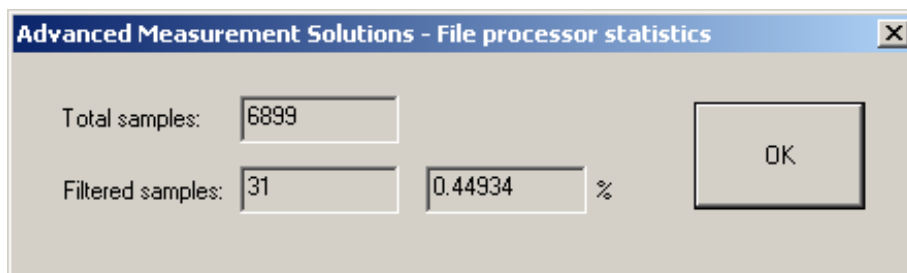 Advanced Measurement Solutions - File processor statistics
Total samples: 6899
OK
Filtered samples: 31 0.44934 %